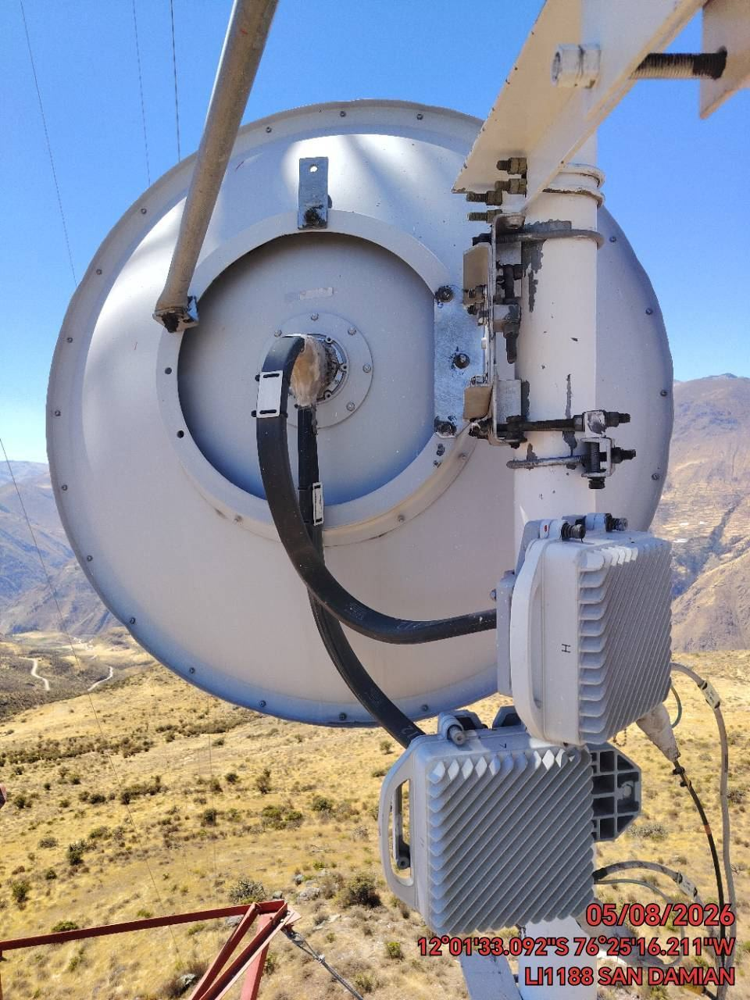 H
V
05/08/2026
12°01'33.092"S 76°25'16.211"W
LI1188 SAN DAMIAN